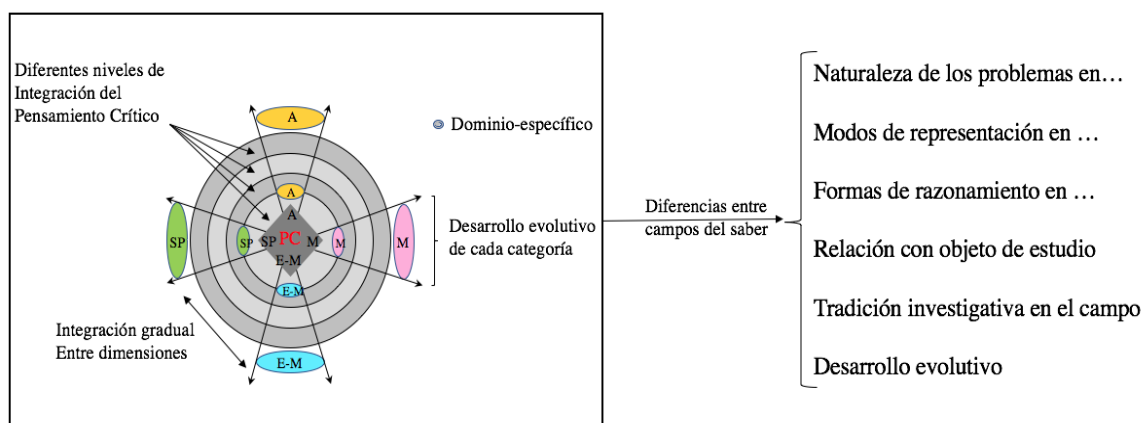 Diferentes niveles de
Integración del
Pensamiento Crítico
A
Dominio-específico
A
A
SP
SP
SP
PC
M
M
M
E-M
E-M
E-M
Desarrollo evolutivo
de cada categoría
Integración gradual
Entre dimensiones
Diferencias entre
campos del saber
Naturaleza de los problemas en…
Modos de representación en …
Formas de razonamiento en …
Relación con objeto de estudio
Tradición investigativa en el campo
Desarrollo evolutivo